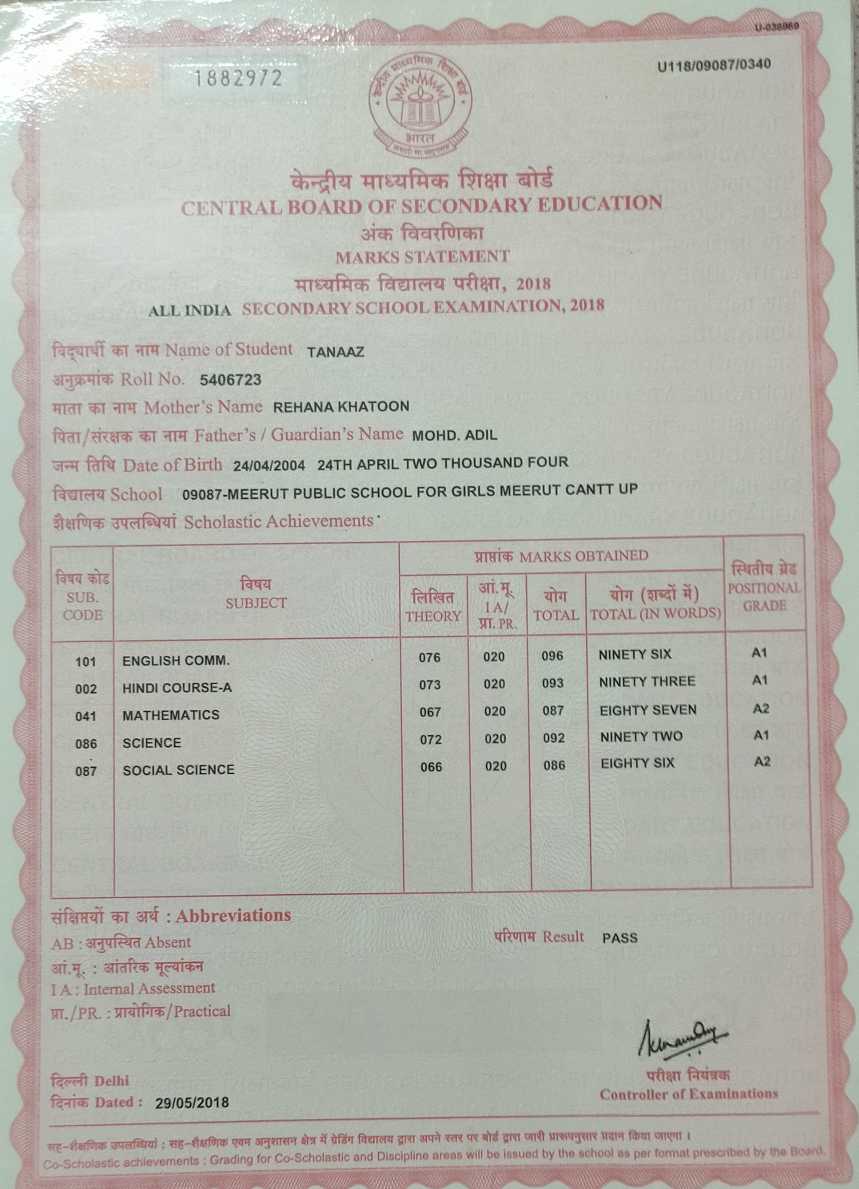 U-038969
1882972
U118/09087/0340
केन्द्रीय माध्यमिक शिक्षा बोर्ड
भारत
केन्द्रीय माध्यमिक शिक्षा बोर्ड
CENTRAL BOARD OF SECONDARY EDUCATION
अंक विवरणिका
MARKS STATEMENT
माध्यमिक विद्यालय परीक्षा, 2018
ALL INDIA SECONDARY SCHOOL EXAMINATION, 2018
विद्यार्थी का नाम Name of Student TANAAZ
अनुक्रमांक Roll No. 5406723
माता का नाम Mother's Name REHANA KHATOON
पिता/संरक्षक का नाम Father's / Guardian's Name MOHD. ADIL
जन्म तिथि Date of Birth 24/04/2004 24TH APRIL TWO THOUSAND FOUR
विद्यालय School 09087-MEERUT PUBLIC SCHOOL FOR GIRLS MEERUT CANTT UP
शैक्षणिक उपलब्धियां Scholastic Achievements
विषय कोड SUB. CODE
विषय SUBJECT
प्राप्तांक MARKS OBTAINED
लिखित THEORY
आं.मू. I A/ प्रा. PR.
योग TOTAL
योग (शब्दों में) TOTAL (IN WORDS)
स्थितीय ग्रेड POSITIONAL GRADE
101 ENGLISH COMM. 076 020 096 NINETY SIX A1
002 HINDI COURSE-A 073 020 093 NINETY THREE A1
041 MATHEMATICS 067 020 087 EIGHTY SEVEN A2
086 SCIENCE 072 020 092 NINETY TWO A1
087 SOCIAL SCIENCE 066 020 086 EIGHTY SIX A2
संक्षिप्तियों का अर्थ : Abbreviations
AB : अनुपस्थित Absent
परिणाम Result PASS
आं.मू. : आंतरिक मूल्यांकन
I A : Internal Assessment
प्रा./PR. : प्रायोगिक/Practical
दिल्ली Delhi
दिनांक Dated : 29/05/2018
परीक्षा नियंत्रक
Controller of Examinations
सह-शैक्षणिक उपलब्धियां : सह-शैक्षणिक एवम अनुशासन क्षेत्र में ग्रेडिंग विद्यालय द्वारा अपने स्तर पर बोर्ड द्वारा जारी प्रारूपनुसार प्रदान किया जाएगा ।
Co-Scholastic achievements : Grading for Co-Scholastic and Discipline areas will be issued by the school as per format prescribed by the Board.